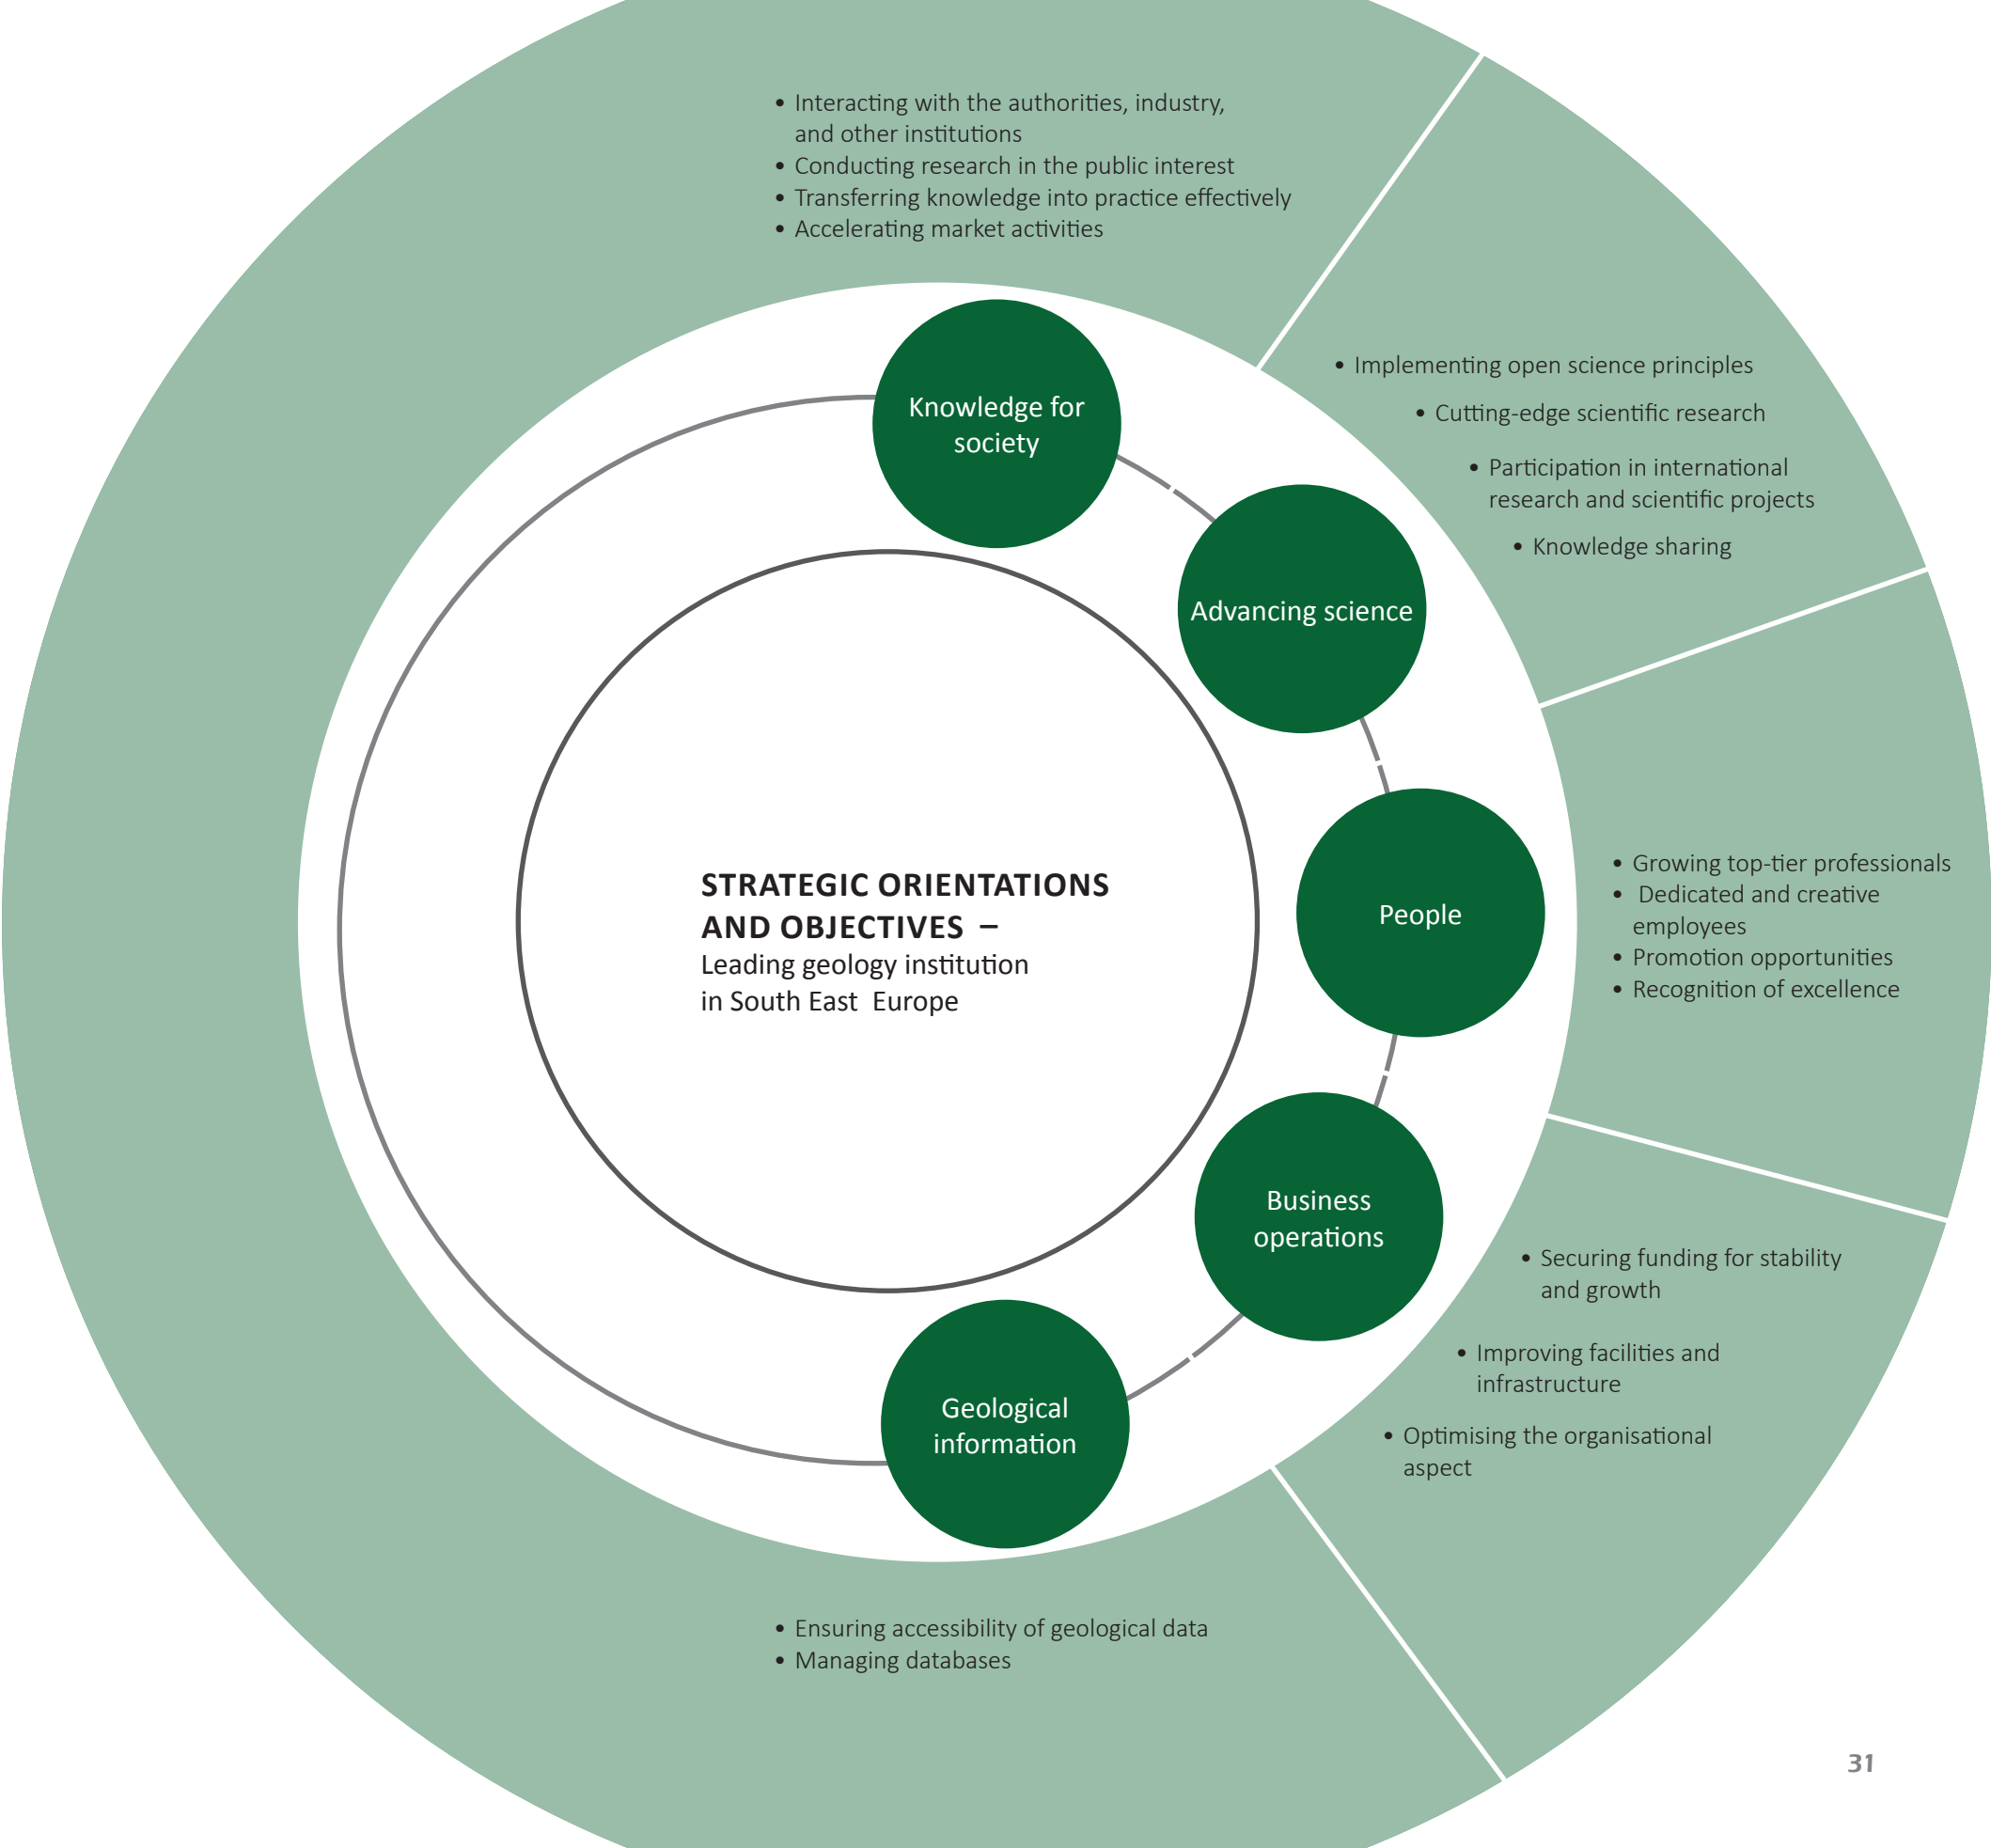 • Interacting with the authorities, industry,
and other institutions
• Conducting research in the public interest
• Transferring knowledge into practice effectively
• Accelerating market activities
Knowledge for
society
• Implementing open science principles
• Cutting-edge scientific research
• Participation in international
research and scientific projects
• Knowledge sharing
Advancing science
• Growing top-tier professionals
• Dedicated and creative
employees
• Promotion opportunities
• Recognition of excellence
People
STRATEGIC ORIENTATIONS
AND OBJECTIVES –
Leading geology institution
in South East Europe
Business
operations
• Securing funding for stability
and growth
• Improving facilities and
infrastructure
• Optimising the organisational
aspect
Geological
information
• Ensuring accessibility of geological data
• Managing databases
31